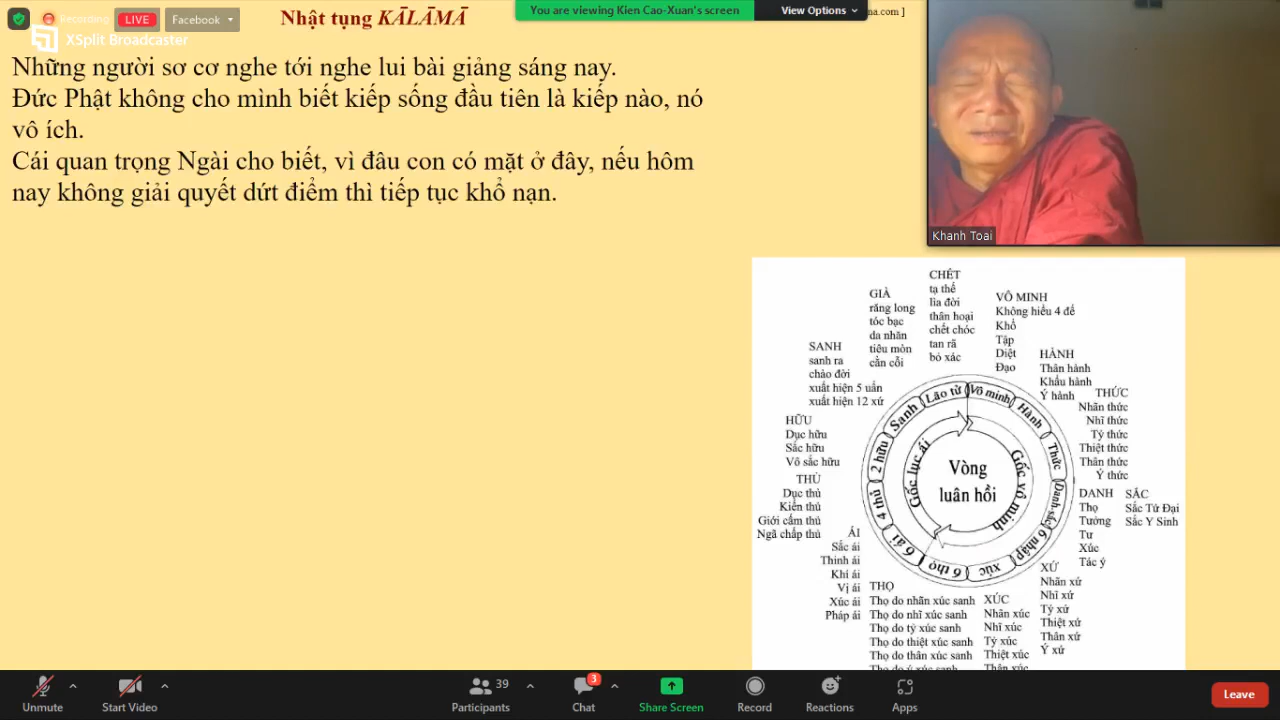 Recording
LIVE
Facebook
XSplit Broadcaster
Nhật tụng KĀLĀMĀ
You are viewing Kien Cao-Xuan's screen
View Options
na.com ]
Những người sơ cơ nghe tới nghe lui bài giảng sáng nay.
Đức Phật không cho mình biết kiếp sống đầu tiên là kiếp nào, nó
vô ích.
Cái quan trọng Ngài cho biết, vì đâu con có mặt ở đây, nếu hôm
nay không giải quyết dứt điểm thì tiếp tục khổ nạn.
Khanh Toai
CHẾT
tạ thế
lìa đời
thân hoại
chết chóc
tan rã
bỏ xác
GIÀ
răng long
tóc bạc
da nhăn
tiêu mòn
cằn cỗi
VÔ MINH
Không hiểu 4 đế
Khổ
Tập
Diệt
Đạo
SANH
sanh ra
chào đời
xuất hiện 5 uẩn
xuất hiện 12 xứ
HÀNH
Thân hành
Khẩu hành
Ý hành
THỨC
Nhãn thức
Nhĩ thức
Tỷ thức
Thiệt thức
Thân thức
Ý thức
HỮU
Dục hữu
Sắc hữu
Vô sắc hữu
THỦ
Dục thủ
Kiến thủ
Giới cấm thủ
Ngã chấp thủ
DANH
Thọ
Tưởng
Tư
Xúc
Tác ý
SẮC
Sắc Tứ Đại
Sắc Y Sinh
ÁI
Sắc ái
Thinh ái
Khí ái
Vị ái
Xúc ái
Pháp ái
THỌ
Thọ do nhãn xúc sanh
Thọ do nhĩ xúc sanh
Thọ do tỷ xúc sanh
Thọ do thiệt xúc sanh
Thọ do thân xúc sanh
Thọ do ý xúc sanh
XÚC
Nhãn xúc
Nhĩ xúc
Tỷ xúc
Thiệt xúc
Thân xúc
XỨ
Nhãn xứ
Nhĩ xứ
Tỷ xứ
Thiệt xứ
Thân xứ
Ý xứ
Vô minh
Hành
Thức
Danh-sắc
6 nhập
xúc
6 thọ
6 ái
4 thủ
2 hữu
Sanh
Lão tử
Gốc lục ái
Gốc vô minh
Vòng
luân hồi
Unmute
Start Video
39
Participants
3
Chat
Share Screen
Record
Reactions
Apps
Leave